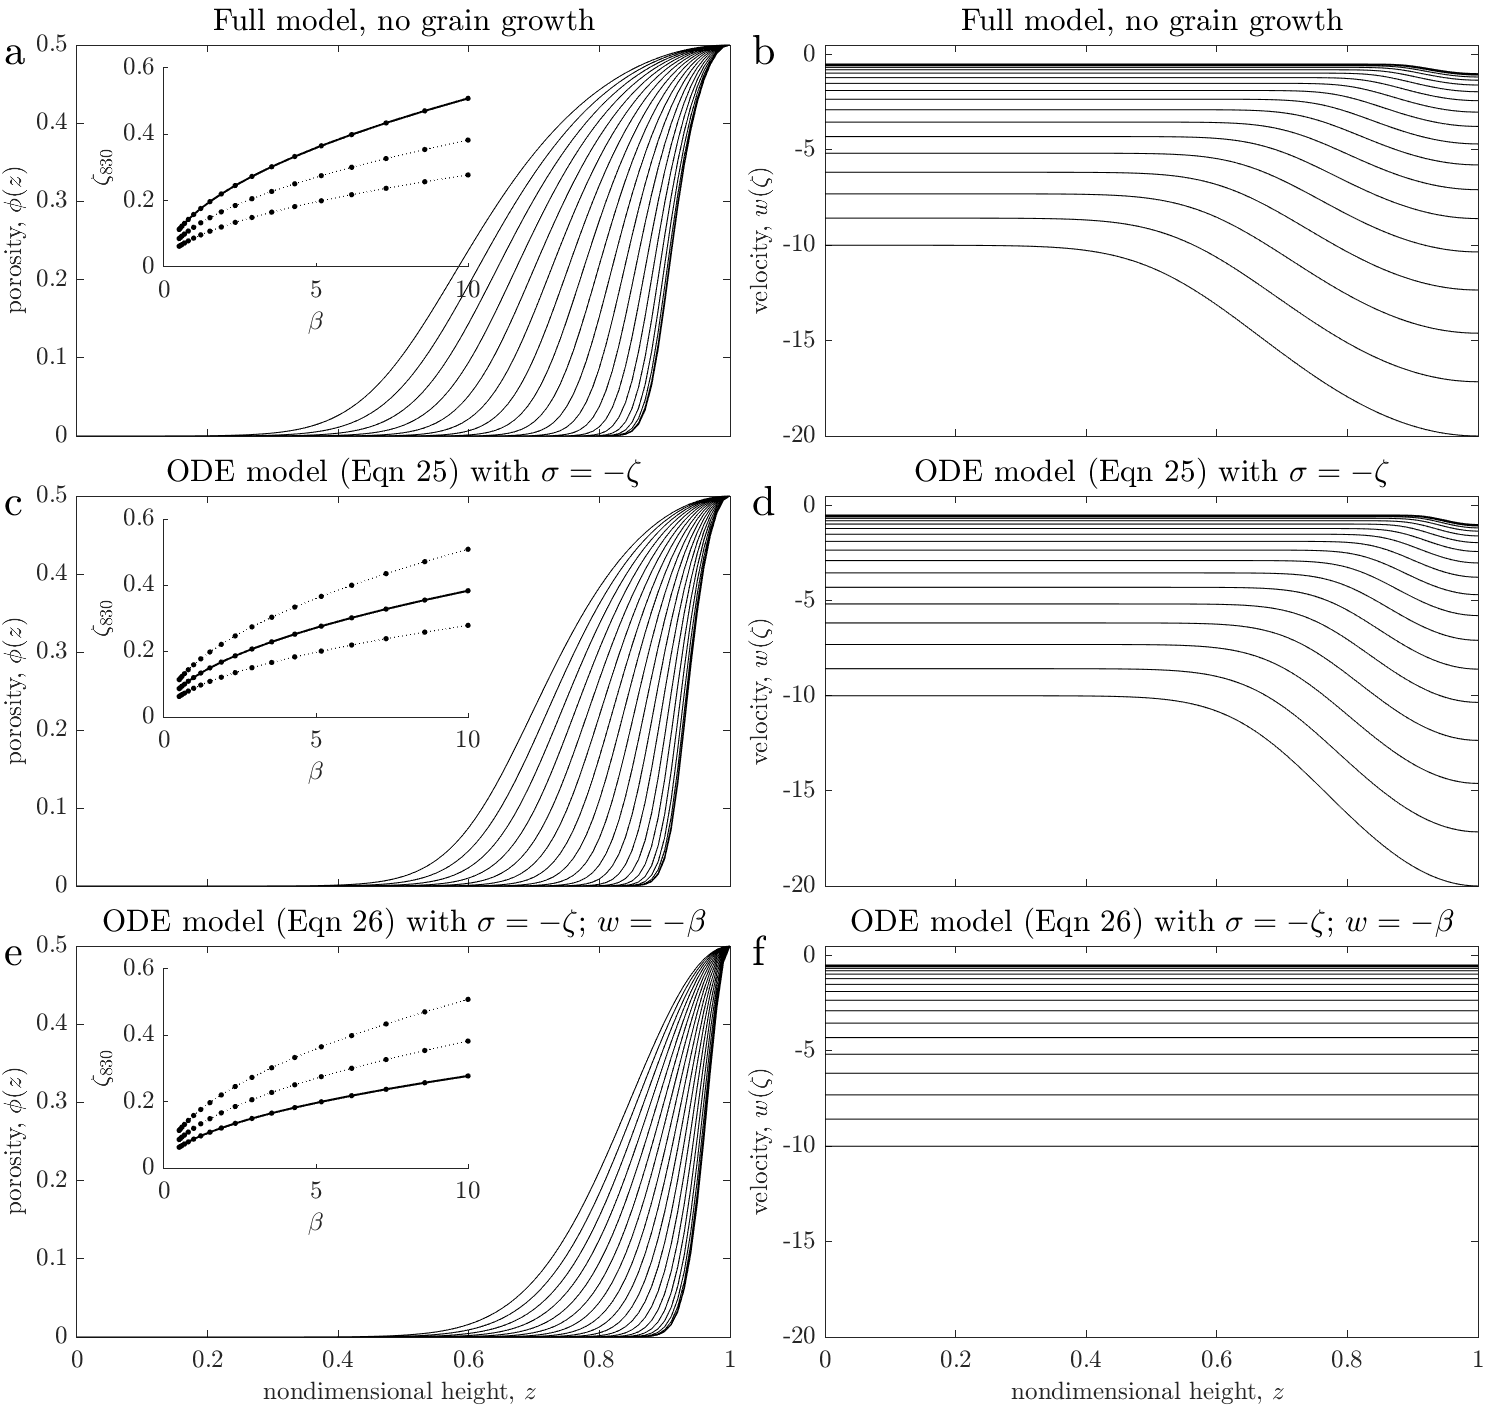 Full model, no grain growth
a
0.5
0.4
0.3
0.2
0.1
0
porosity, ϕ(z)
0.6
0.4
0.2
0
ζ830
0 5 10
β
Full model, no grain growth
b
0
-5
-10
-15
-20
velocity, w(ζ)
ODE model (Eqn 25) with σ = −ζ
c
0.5
0.4
0.3
0.2
0.1
0
porosity, ϕ(z)
0.6
0.4
0.2
0
ζ830
0 5 10
β
ODE model (Eqn 25) with σ = −ζ
d
0
-5
-10
-15
-20
velocity, w(ζ)
ODE model (Eqn 26) with σ = −ζ; w = −β
e
0.5
0.4
0.3
0.2
0.1
0
porosity, ϕ(z)
0.6
0.4
0.2
0
ζ830
0 5 10
β
0 0.2 0.4 0.6 0.8 1
nondimensional height, z
ODE model (Eqn 26) with σ = −ζ; w = −β
f
0
-5
-10
-15
-20
velocity, w(ζ)
0 0.2 0.4 0.6 0.8 1
nondimensional height, z